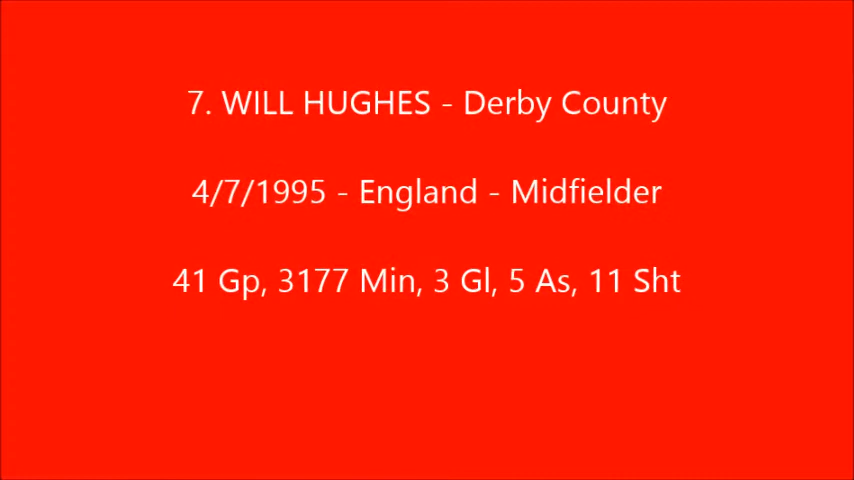 7. WILL HUGHES - Derby County
4/7/1995 - England - Midfielder
41 Gp, 3177 Min, 3 Gl, 5 As, 11 Sht